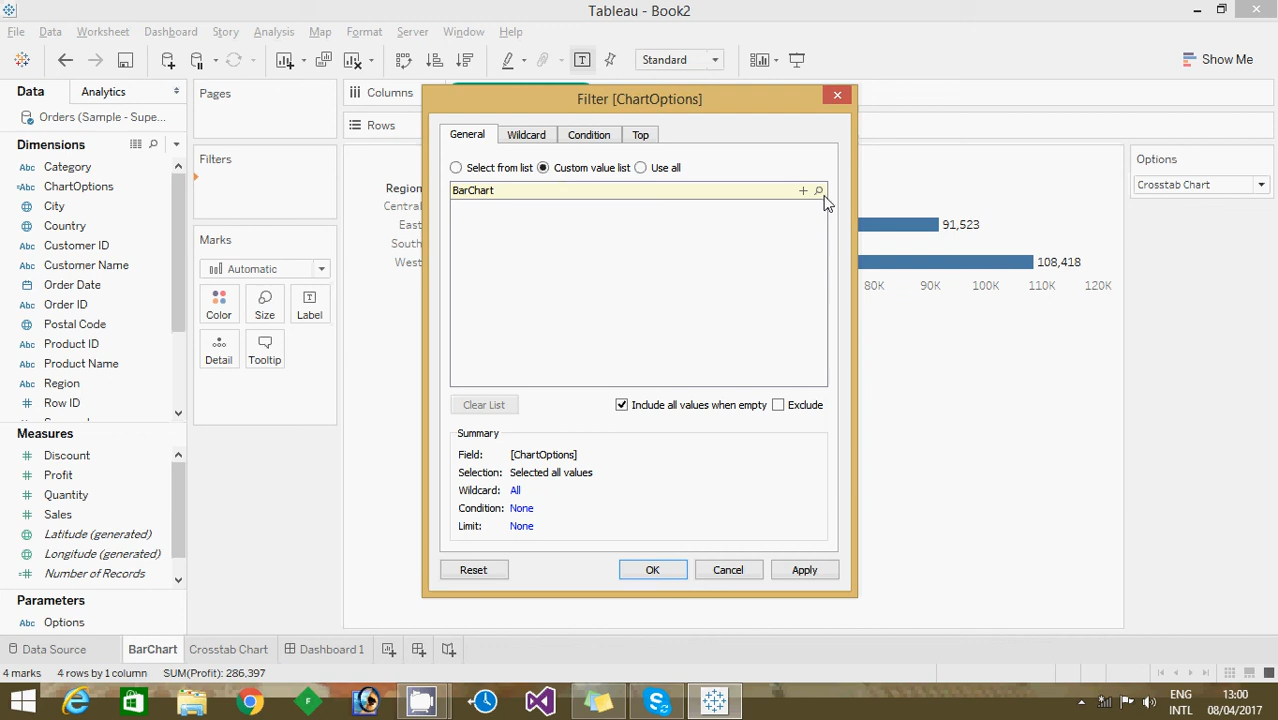 Tableau - Book2
File Data Worksheet Dashboard Story Analysis Map Format Server Window Help
Standard Show Me
Data Analytics
Orders (Sample - Supe...
Dimensions
Category
ChartOptions
City
Country
Customer ID
Customer Name
Order Date
Order ID
Postal Code
Product ID
Product Name
Region
Row ID
Measures
Discount
Profit
Quantity
Sales
Latitude (generated)
Longitude (generated)
Number of Records
Parameters
Options
Pages
Filters
Marks
Automatic
Color Size Label
Detail Tooltip
Columns
Rows
Region
Central
East
South
West
Filter [ChartOptions]
General Wildcard Condition Top
Select from list Custom value list Use all
BarChart
Clear List Include all values when empty Exclude
Summary
Field: [ChartOptions]
Selection: Selected all values
Wildcard: All
Condition: None
Limit: None
Reset OK Cancel Apply
91,523
108,418
80K 90K 100K 110K 120K
Options
Crosstab Chart
Data Source BarChart Crosstab Chart Dashboard 1
4 marks 4 rows by 1 column SUM(Profit): 286,397
ENG 13:00
INTL 08/04/2017